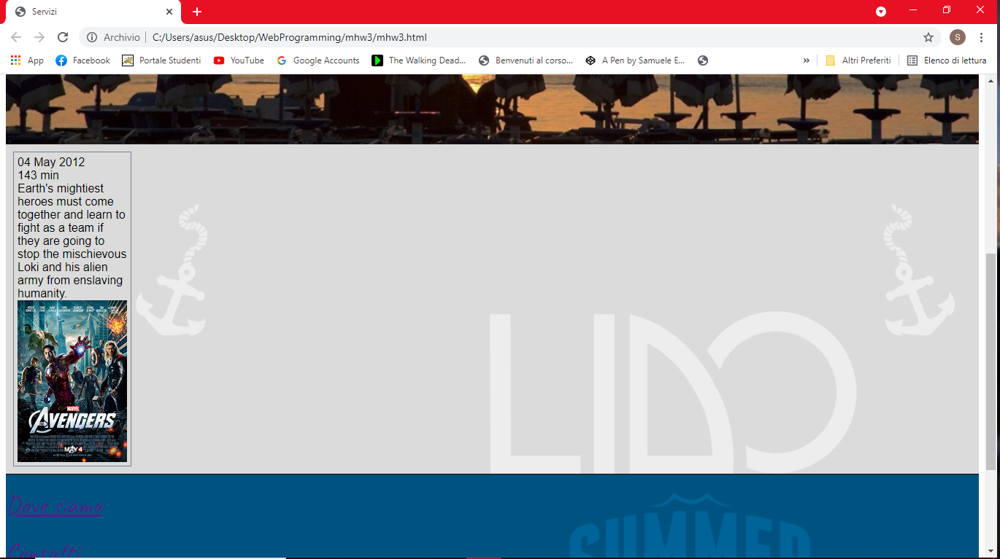 Servizi
Archivio | C:/Users/asus/Desktop/WebProgramming/mhw3/mhw3.html
S
App Facebook Portale Studenti YouTube Google Accounts The Walking Dead... Benvenuti al corso... A Pen by Samuele E... » Altri Preferiti Elenco di lettura
04 May 2012
143 min
Earth's mightiest
heroes must come
together and learn to
fight as a team if
they are going to
stop the mischievous
Loki and his alien
army from enslaving
humanity.
MARVEL
AVENGERS
MAY 4
LIDO
Dove siamo
SUMMER
Contatti